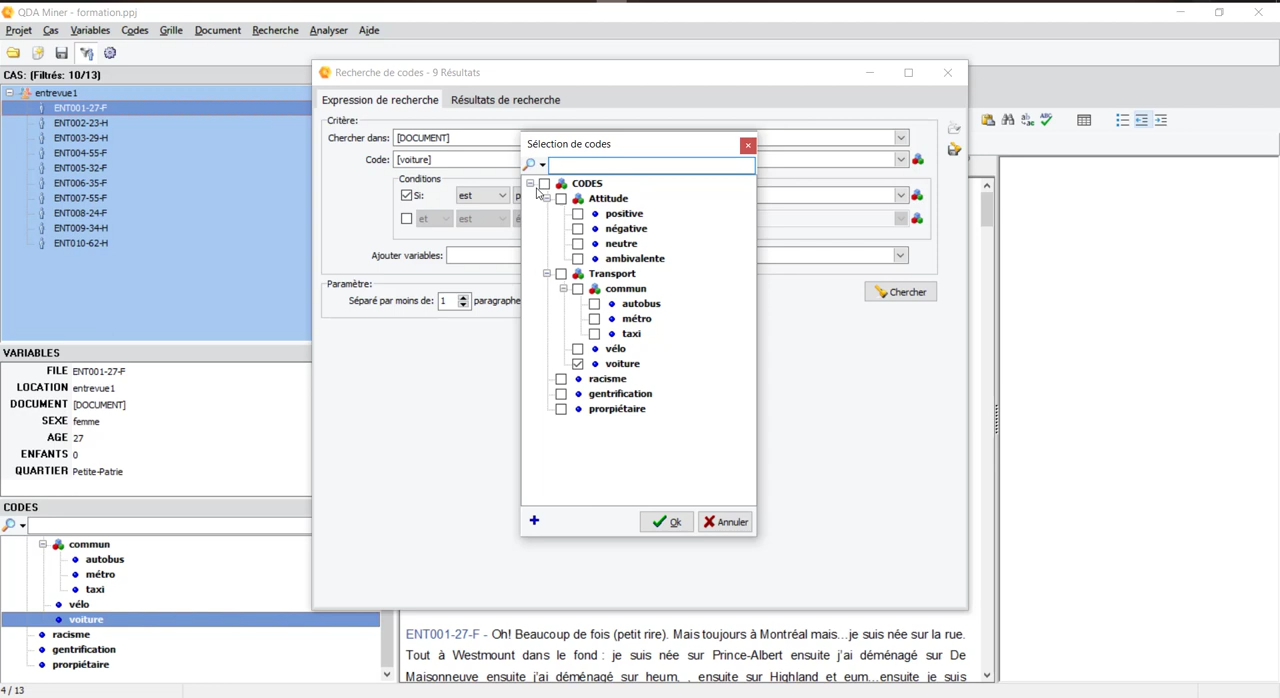 QDA Miner - formation.ppj
Projet Cas Variables Codes Grille Document Recherche Analyser Aide
CAS: (Filtrés: 10/13)
entrevue1
ENT001-27-F
ENT002-23-H
ENT003-29-H
ENT004-55-F
ENT005-32-F
ENT006-35-F
ENT007-55-F
ENT008-24-F
ENT009-34-H
ENT010-62-H
VARIABLES
FILE ENT001-27-F
LOCATION entrevue1
DOCUMENT [DOCUMENT]
SEXE femme
AGE 27
ENFANTS 0
QUARTIER Petite-Patrie
CODES
commun
autobus
métro
taxi
vélo
voiture
racisme
gentrification
prorpiétaire
4 / 13
Recherche de codes - 9 Résultats
Expression de recherche Résultats de recherche
Critère:
Chercher dans: [DOCUMENT]
Code: [voiture]
Conditions
Si: est
et est
Ajouter variables:
Paramètre:
Séparé par moins de: 1 paragraphe
Chercher
Sélection de codes
CODES
Attitude
positive
négative
neutre
ambivalente
Transport
commun
autobus
métro
taxi
vélo
voiture
racisme
gentrification
prorpiétaire
Ok Annuler
ENT001-27-F - Oh! Beaucoup de fois (petit rire). Mais toujours à Montréal mais...je suis née sur la rue.
Tout à Westmount dans le fond : je suis née sur Prince-Albert ensuite j'ai déménagé sur De
Maisonneuve ensuite j'ai déménagé sur heum, , ensuite sur Highland et eum...ensuite je suis